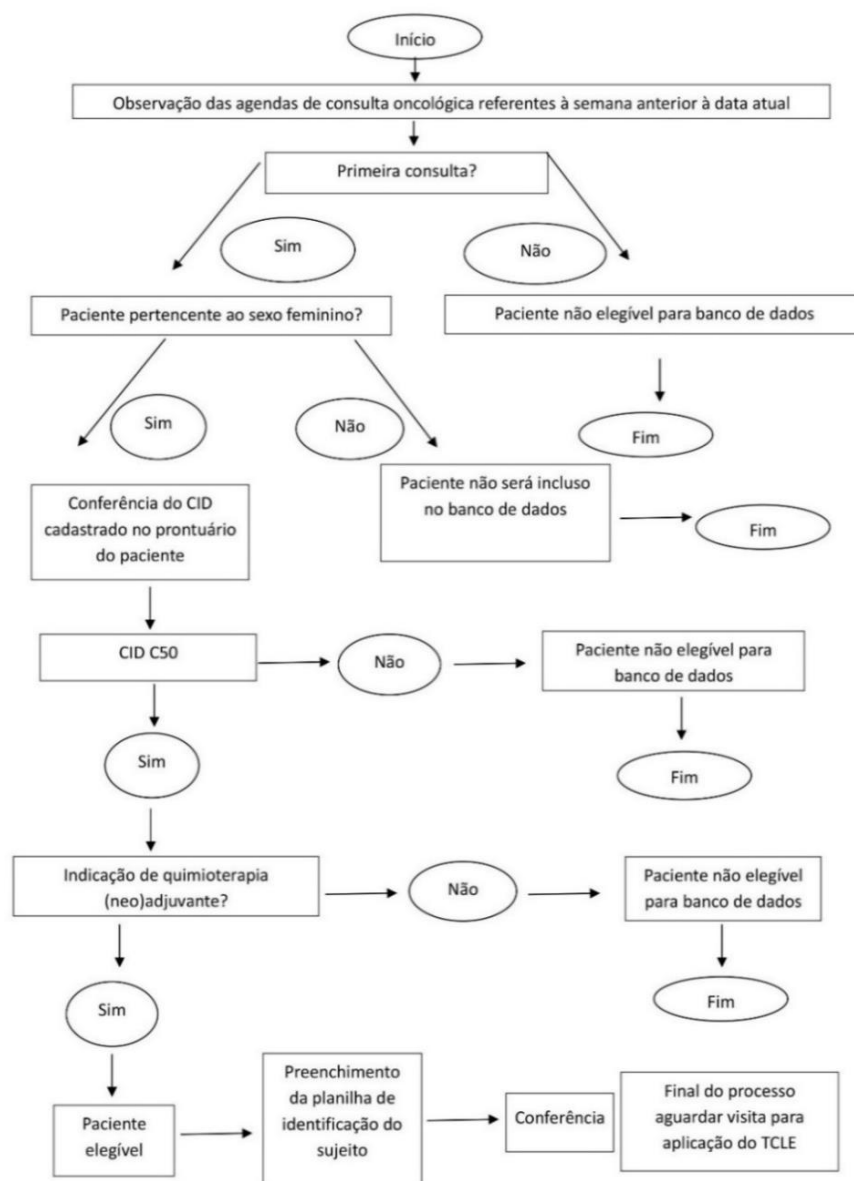 Início
Observação das agendas de consulta oncológica referentes à semana anterior à data atual
Primeira consulta?
Sim
Não
Paciente pertencente ao sexo feminino?
Paciente não elegível para banco de dados
Sim
Não
Fim
Conferência do CID
cadastrado no prontuário
do paciente
Paciente não será incluso
no banco de dados
Fim
CID C50
Não
Paciente não elegível para
banco de dados
Sim
Fim
Indicação de quimioterapia
(neo)adjuvante?
Não
Paciente não elegível
para banco de dados
Sim
Fim
Paciente
elegível
Preenchimento
da planilha de
identificação do
sujeito
Conferência
Final do processo
aguardar visita para
aplicação do TCLE